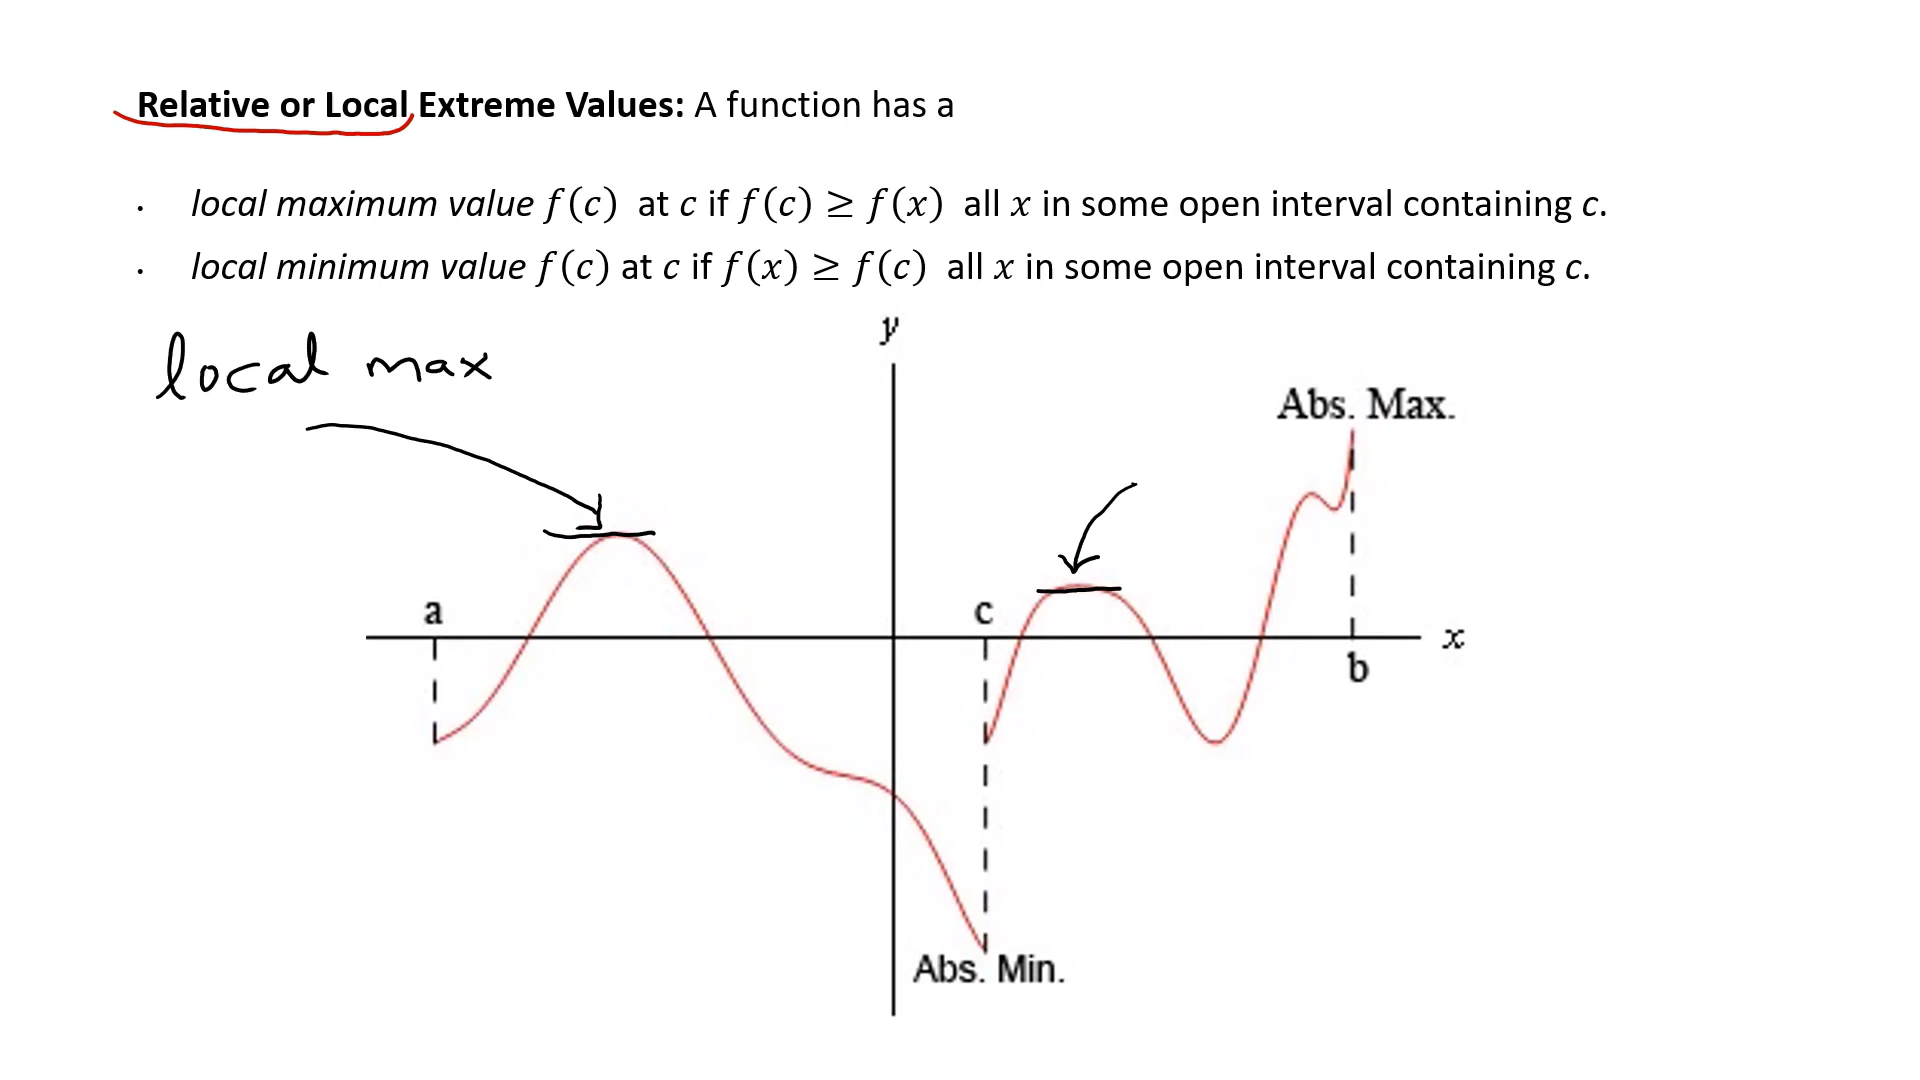 Relative or Local Extreme Values: A function has a
· local maximum value f(c) at c if f(c) ≥ f(x) all x in some open interval containing c.
· local minimum value f(c) at c if f(x) ≥ f(c) all x in some open interval containing c.
y
local max
Abs. Max.
a
c
x
b
Abs. Min.